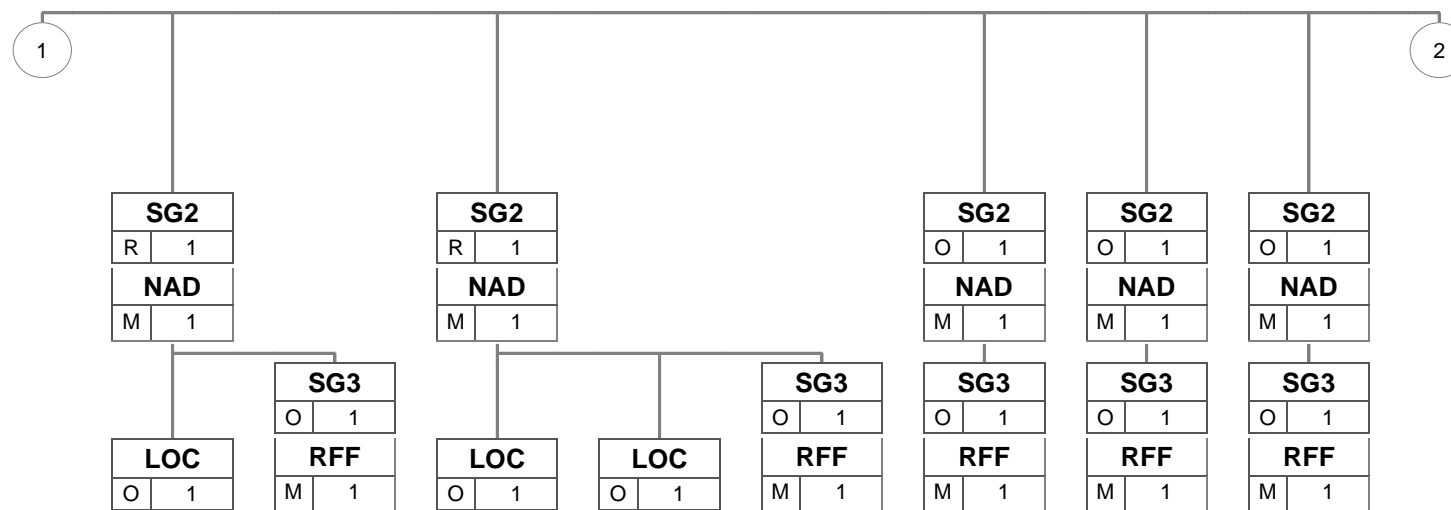 1 2
SG2 SG2 SG2 SG2 SG2
R 1 R 1 O 1 O 1 O 1
NAD NAD NAD NAD NAD
M 1 M 1 M 1 M 1 M 1
SG3 SG3 SG3 SG3 SG3
O 1 O 1 O 1 O 1 O 1
LOC RFF LOC LOC RFF RFF RFF RFF
O 1 M 1 O 1 O 1 M 1 M 1 M 1 M 1